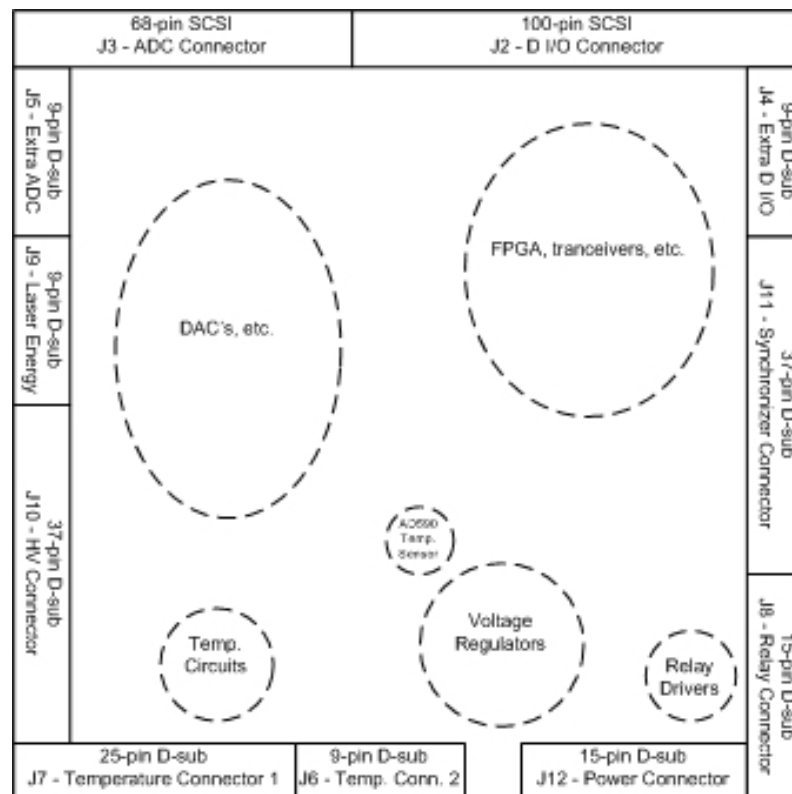 68-pin SCSI
J3 - ADC Connector
100-pin SCSI
J2 - D I/O Connector
9-pin D-sub
J5 - Extra ADC
9-pin D-sub
J4 - Extra D I/O
9-pin D-sub
J9 - Laser Energy
DAC's, etc.
FPGA, tranceivers, etc.
37-pin D-sub
J11 - Synchronizer Connector
37-pin D-sub
J10 - HV Connector
AD590
Temp.
Sensor
Temp.
Circuits
Voltage
Regulators
Relay
Drivers
15-pin D-sub
J8 - Relay Connector
25-pin D-sub
J7 - Temperature Connector 1
9-pin D-sub
J6 - Temp. Conn. 2
15-pin D-sub
J12 - Power Connector